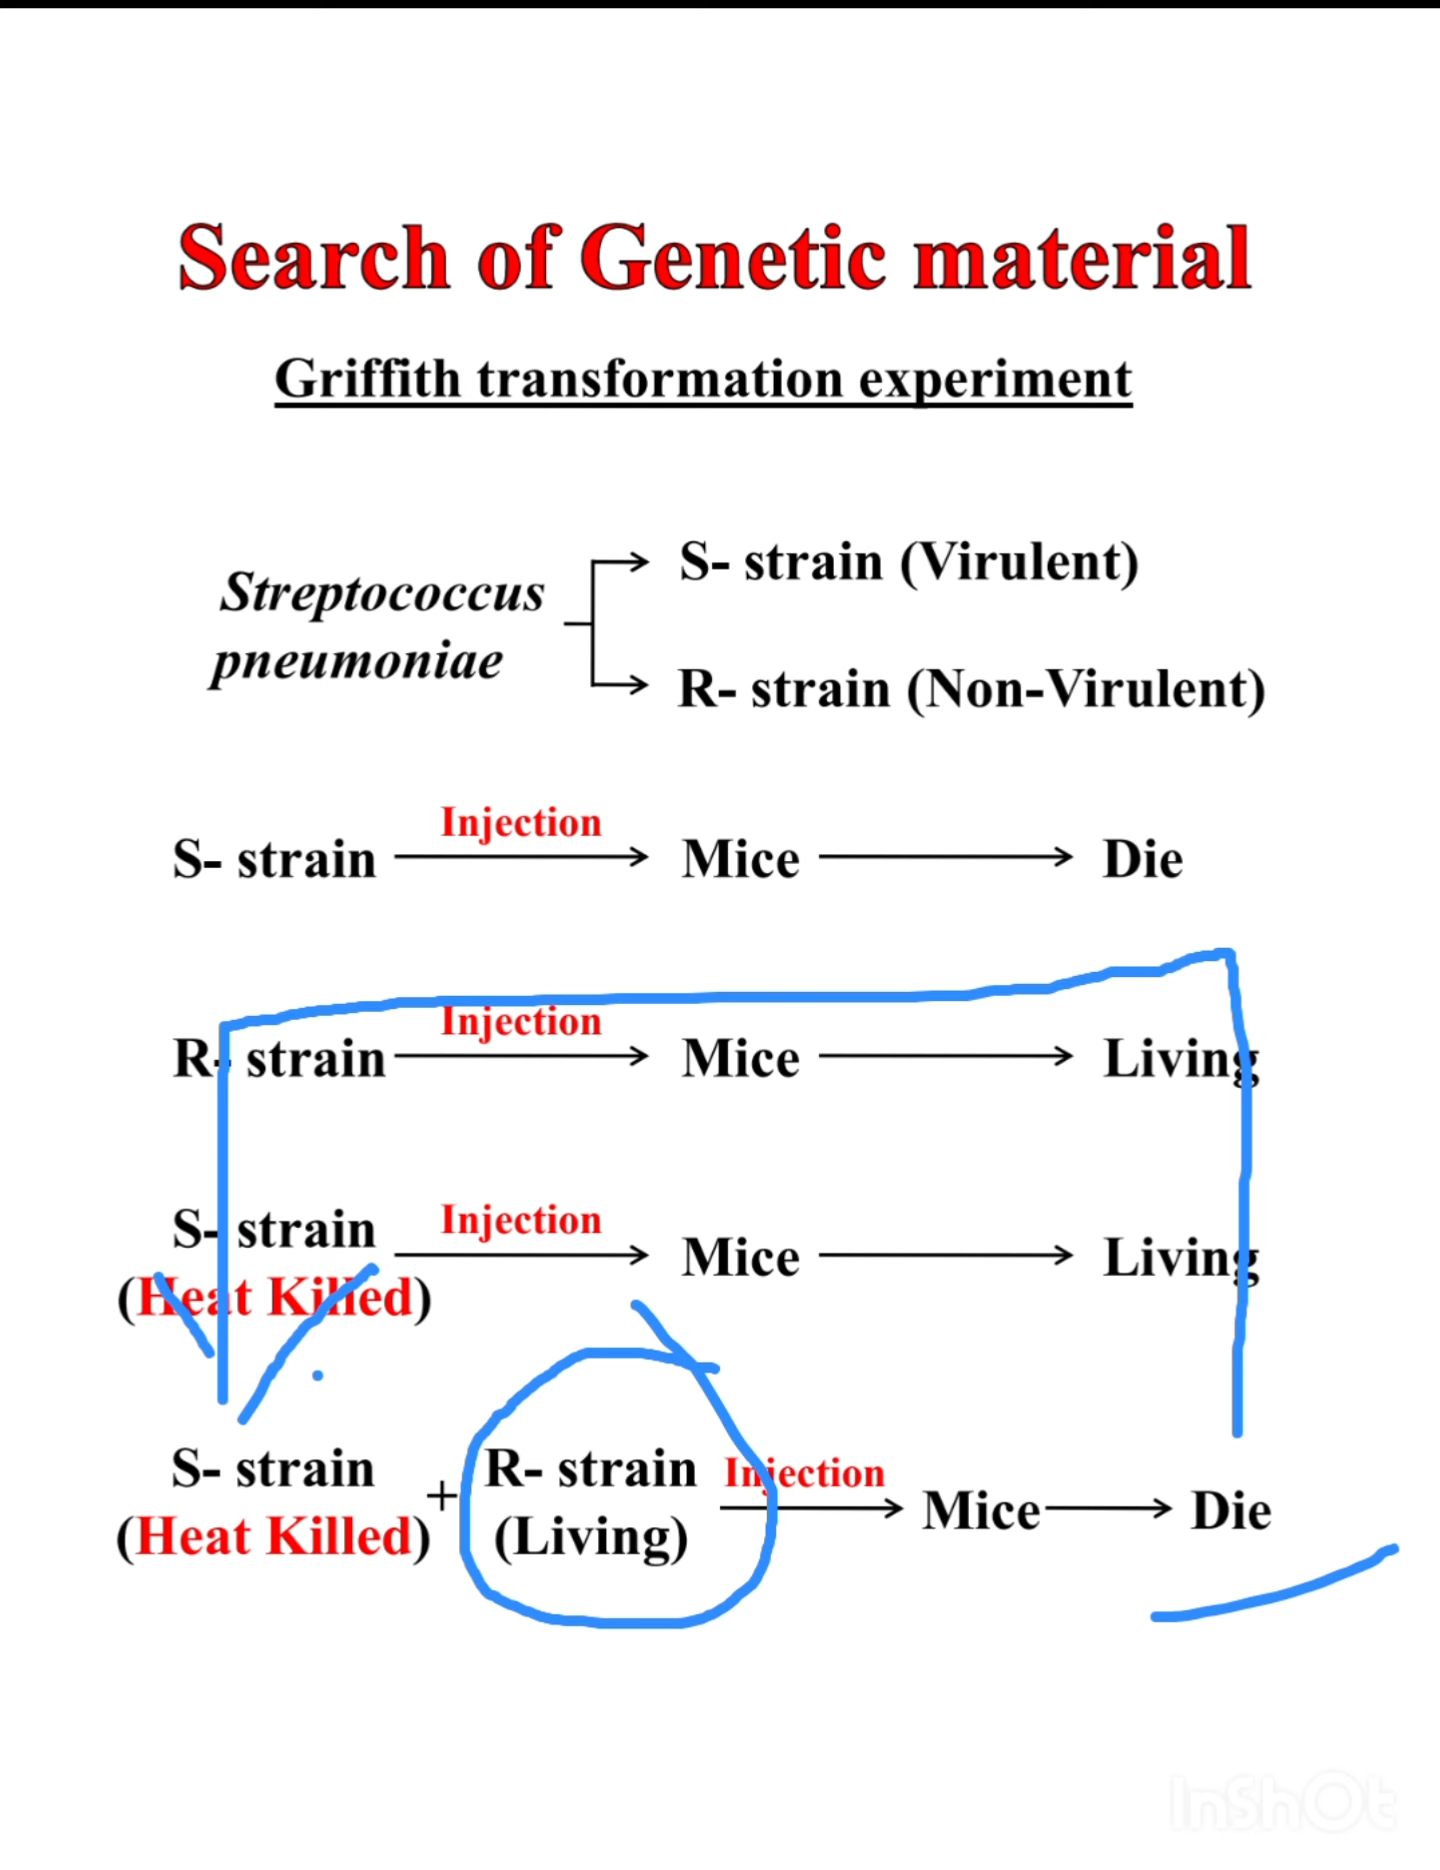 Search of Genetic material
Griffith transformation experiment
Streptococcus
pneumoniae
S- strain (Virulent)
R- strain (Non-Virulent)
Injection
S- strain Mice Die
Injection
R- strain Mice Living
S- strain
(Heat Killed)
Injection
Mice Living
S- strain
(Heat Killed)
+
R- strain
(Living)
Injection
Mice Die
InShOt